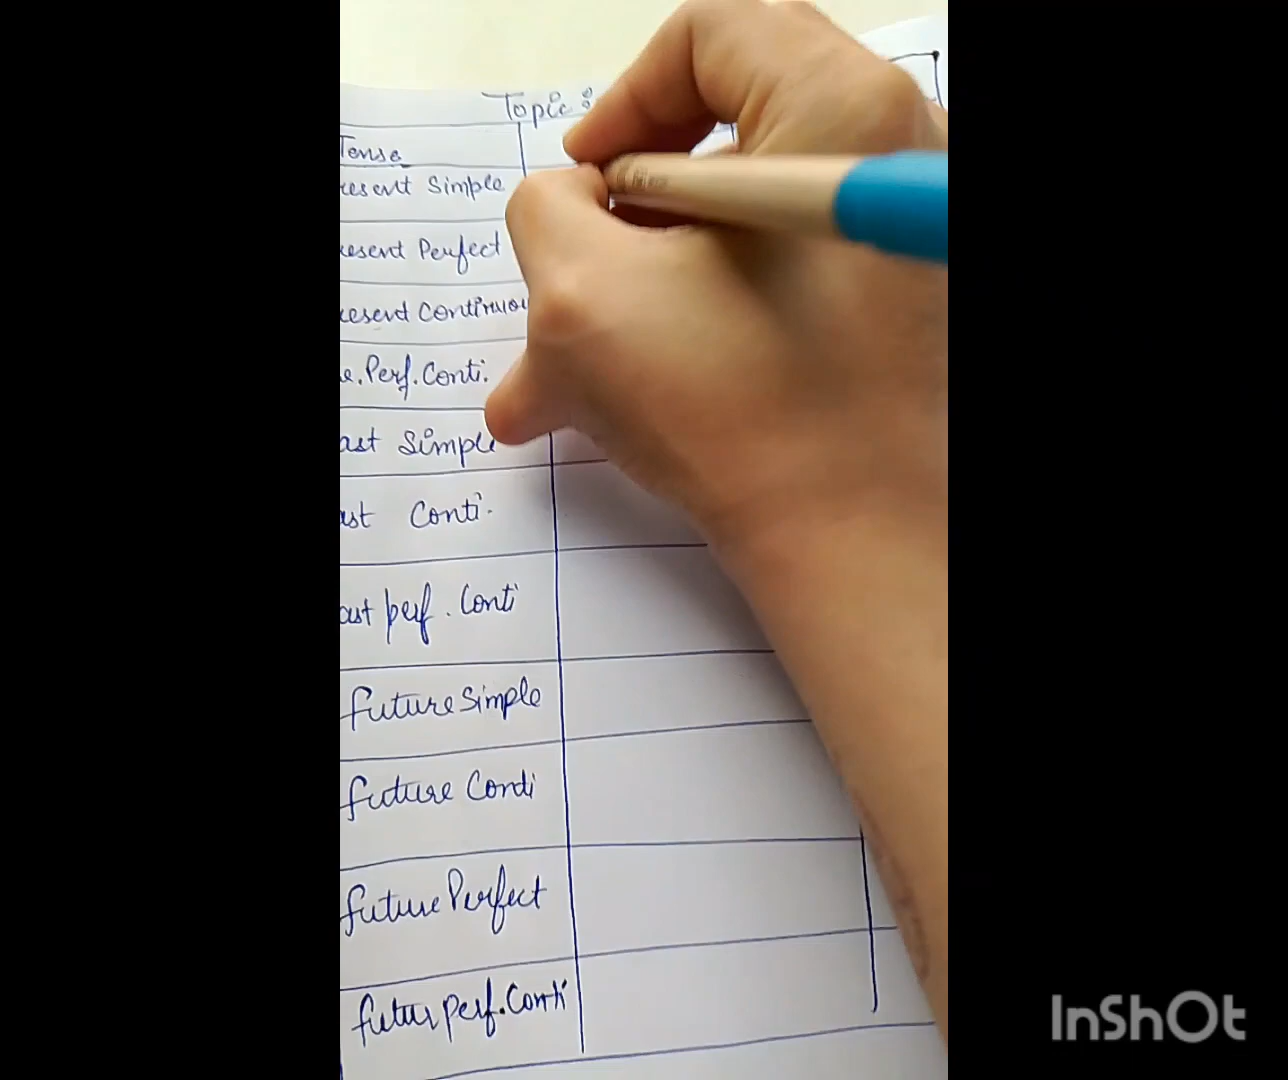 Topic :
Tense
resent Simple
resent Perfect
resent Continuou
e. Perf. Conti.
ast Simple
ast Conti.
ast perf. Conti
future Simple
future Conti
future Perfect
futur perf. Conti
InShOt